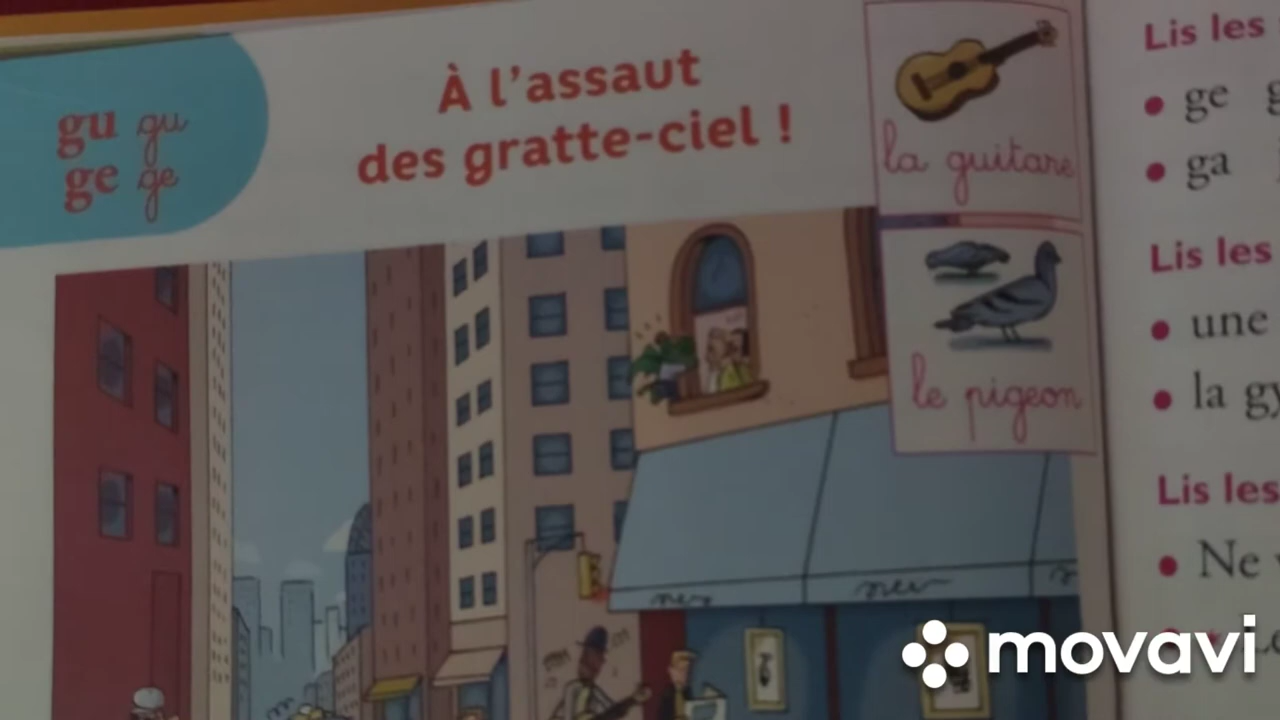 gu gu
ge ge
À l'assaut
des gratte-ciel !
la guitare
le pigeon
Lis les
ge
ga
Lis les
une
la gy
Lis les
Ne
movavi